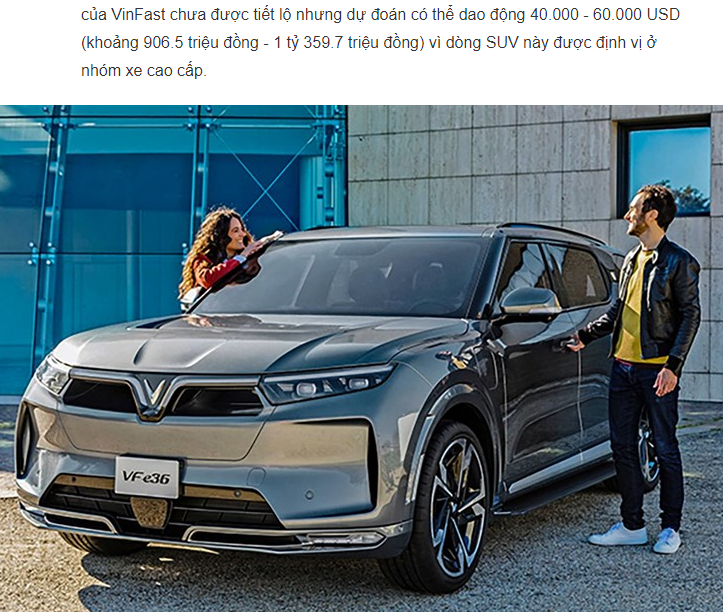 của VinFast chưa được tiết lộ nhưng dự đoán có thể dao động 40.000 - 60.000 USD
(khoảng 906.5 triệu đồng - 1 tỷ 359.7 triệu đồng) vì dòng SUV này được định vị ở
nhóm xe cao cấp.
VF e36